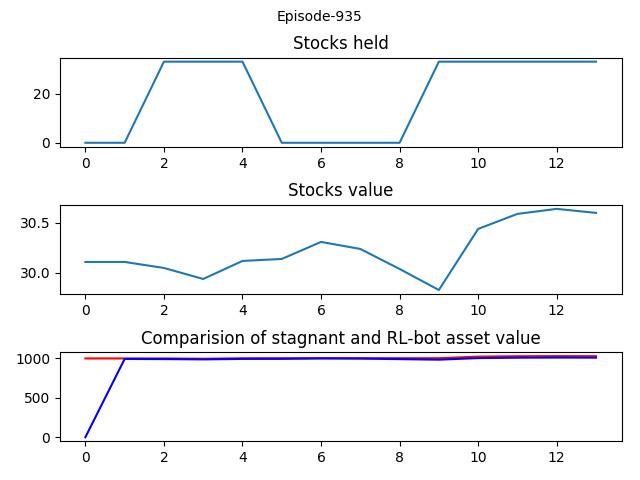 Episode-935
Stocks held
20
0
0 2 4 6 8 10 12
Stocks value
30.5
30.0
0 2 4 6 8 10 12
Comparision of stagnant and RL-bot asset value
1000
500
0
0 2 4 6 8 10 12